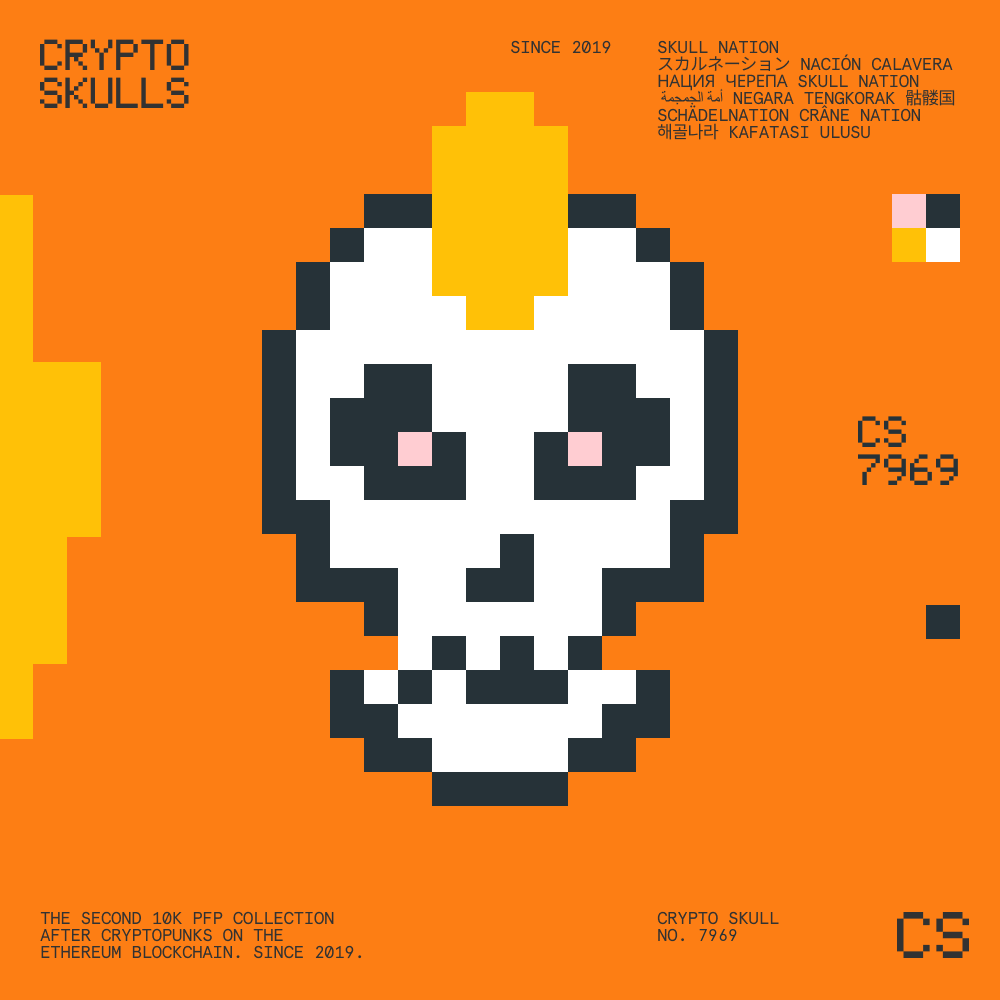 CRYPTO
SKULLS
SINCE 2019
SKULL NATION
スカルネーション NACIÓN CALAVERA
НАЦИЯ ЧЕРЕПА SKULL NATION
أمة الجمجمة NEGARA TENGKORAK 骷髅国
SCHÄDELNATION CRÂNE NATION
해골나라 KAFATASI ULUSU
CS
7969
THE SECOND 10K PFP COLLECTION
AFTER CRYPTOPUNKS ON THE
ETHEREUM BLOCKCHAIN. SINCE 2019.
CRYPTO SKULL
NO. 7969
CS